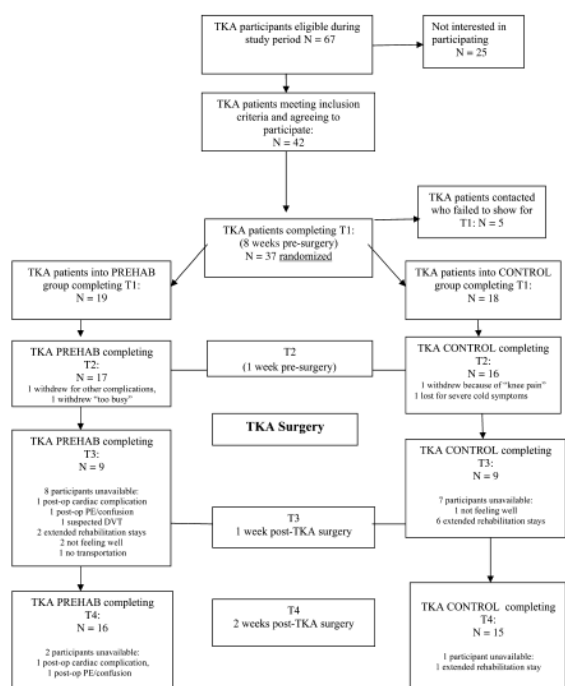 TKA participants eligible during
study period N = 67
Not interested in
participating
N = 25
TKA patients meeting inclusion
criteria and agreeing to
participate:
N = 42
TKA patients contacted
who failed to show for
T1: N = 5
TKA patients completing T1:
(8 weeks pre-surgery)
N = 37 randomized
TKA patients into PREHAB
group completing T1:
N = 19
TKA patients into CONTROL
group completing T1:
N = 18
TKA PREHAB completing
T2:
N = 17
1 withdrew for other complications,
1 withdrew "too busy"
T2
(1 week pre-surgery)
TKA CONTROL completing
T2:
N = 16
1 withdrew because of "knee pain"
1 lost for severe cold symptoms
TKA Surgery
TKA PREHAB completing
T3:
N = 9
8 participants unavailable:
1 post-op cardiac complication
1 post-op PE/confusion
1 suspected DVT
2 extended rehabilitation stays
2 not feeling well
1 no transportation
TKA CONTROL completing
T3:
N = 9
7 participants unavailable:
1 not feeling well
6 extended rehabilitation stays
T3
1 week post-TKA surgery
TKA PREHAB completing
T4:
N = 16
2 participants unavailable:
1 post-op cardiac complication,
1 post-op PE/confusion
T4
2 weeks post-TKA surgery
TKA CONTROL completing
T4:
N = 15
1 participant unavailable:
1 extended rehabilitation stay